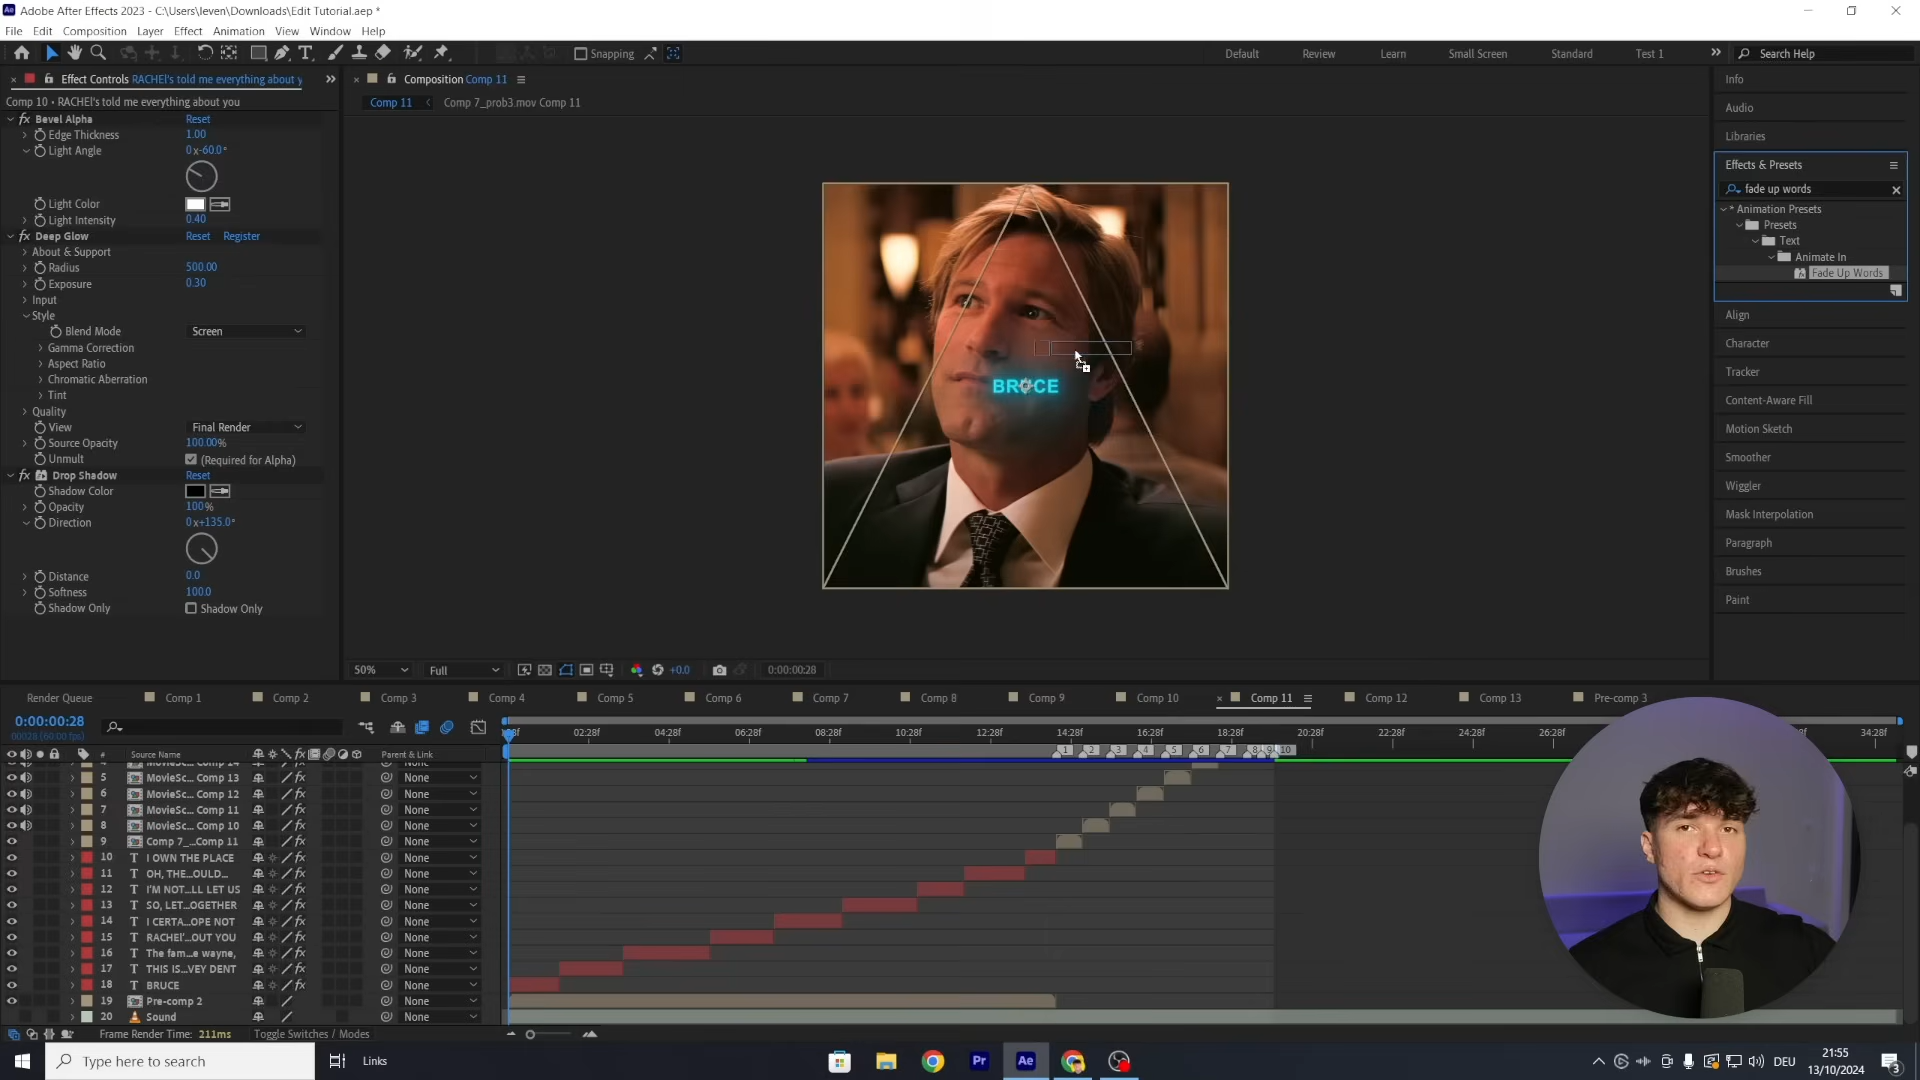 Adobe After Effects 2023 - C:\Users\leven\Downloads\Edit Tutorial.aep *
File Edit Composition Layer Effect Animation View Window Help
Snapping
Default Review Learn Small Screen Standard Test 1
Search Help
Effect Controls RACHEl's told me everything about y
Comp 10 • RACHEl's told me everything about you
Bevel Alpha Reset
Edge Thickness 1.00
Light Angle 0x-60.0°
Light Color
Light Intensity 0.40
Deep Glow Reset Register
About & Support
Radius 500.00
Exposure 0.30
Input
Style
Blend Mode Screen
Gamma Correction
Aspect Ratio
Chromatic Aberration
Tint
Quality
View Final Render
Source Opacity 100.00%
Unmult (Required for Alpha)
Drop Shadow Reset
Shadow Color
Opacity 100%
Direction 0x+135.0°
Distance 0.0
Softness 100.0
Shadow Only Shadow Only
Composition Comp 11
Comp 11 Comp 7_prob3.mov Comp 11
BRUCE
50% Full +0.0 0:00:00:28
Info
Audio
Libraries
Effects & Presets
fade up words
* Animation Presets
Presets
Text
Animate In
Fade Up Words
Align
Character
Tracker
Content-Aware Fill
Motion Sketch
Smoother
Wiggler
Mask Interpolation
Paragraph
Brushes
Paint
Render Queue Comp 1 Comp 2 Comp 3 Comp 4 Comp 5 Comp 6 Comp 7 Comp 8 Comp 9 Comp 10 Comp 11 Comp 12 Comp 13 Pre-comp 3
0:00:00:28
00028 (60.00 fps)
02:28f 04:28f 06:28f 08:28f 10:28f 12:28f 14:28f 16:28f 18:28f 20:28f 22:28f 24:28f 26:28f 34:28f
# Source Name Parent & Link
1 2 3 4 5 6 7 8 9 10
5 MovieSc... Comp 13 None
6 MovieSc... Comp 12 None
7 MovieSc... Comp 11 None
8 MovieSc... Comp 10 None
9 Comp 7_...Comp 11 None
10 T I OWN THE PLACE None
11 T OH, THE...OULD... None
12 T I'M NOT...LL LET US None
13 T SO, LET...OGETHER None
14 T I CERTA...OPE NOT None
15 T RACHEl'...OUT YOU None
16 T The fam...e wayne, None
17 T THIS IS...VEY DENT None
18 T BRUCE None
19 Pre-comp 2 None
20 Sound None
Frame Render Time: 211ms Toggle Switches / Modes
Type here to search
Links
Pr
Ae
DEU
21:55
13/10/2024
3